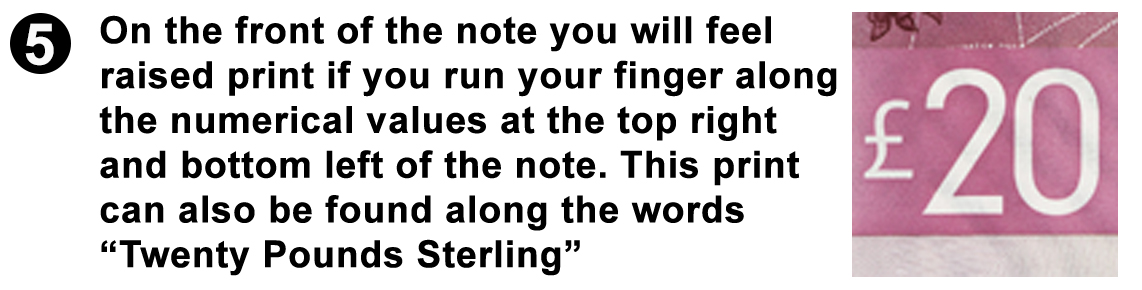 5
On the front of the note you will feel
raised print if you run your finger along
the numerical values at the top right
and bottom left of the note. This print
can also be found along the words
“Twenty Pounds Sterling”
£20